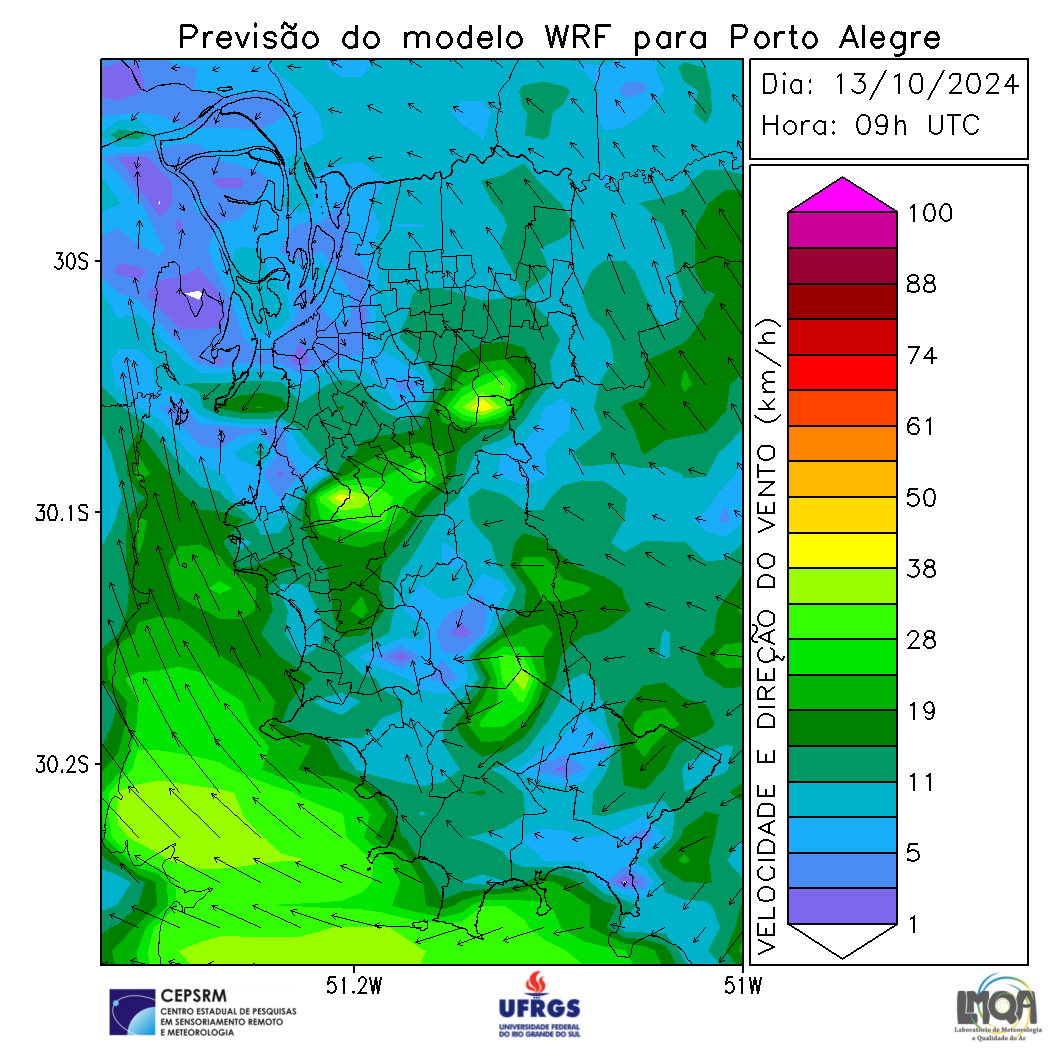 Previsão do modelo WRF para Porto Alegre
Dia: 13/10/2024
Hora: 09h UTC
30S
30.1S
30.2S
51.2W
51W
VELOCIDADE E DIREÇÃO DO VENTO (km/h)
100
88
74
61
50
38
28
19
11
5
1
CEPSRM
CENTRO ESTADUAL DE PESQUISAS
EM SENSORIAMENTO REMOTO
E METEOROLOGIA
UFRGS
UNIVERSIDADE FEDERAL
DO RIO GRANDE DO SUL
LMQA
Laboratório de Meteorologia
e Qualidade do Ar